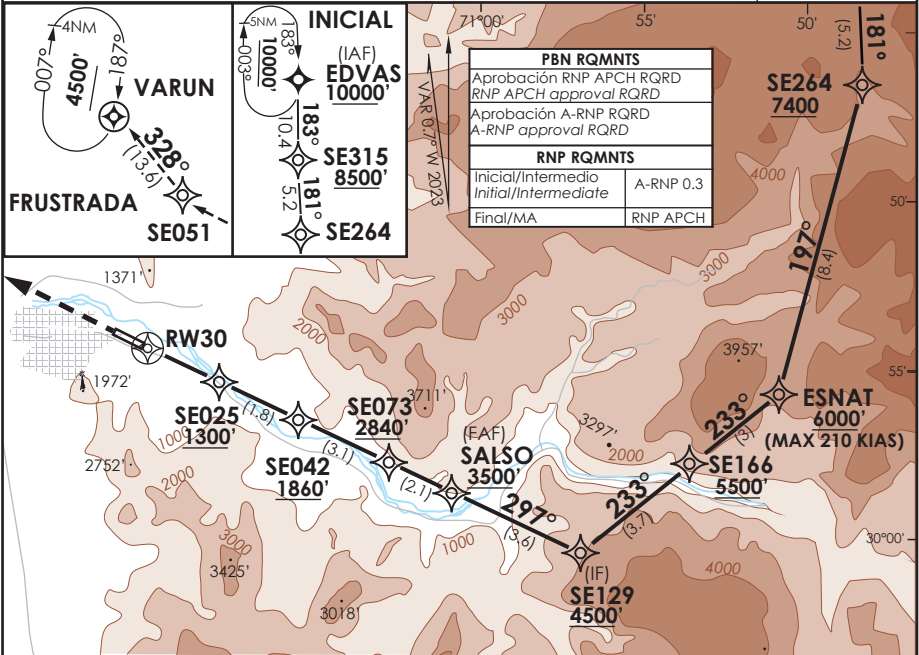 007°
4NM
187°
4500'
VARUN
328°
(13.6)
FRUSTRADA
SE051
INICIAL
5NM
003°
10000'
183°
(IAF)
EDVAS
10000'
183°
10.4
SE315
8500'
181°
5.2
SE264
71°00'
55'
50'
VAR 0.7° W 2023
PBN RQMNTS
Aprobación RNP APCH RQRD
RNP APCH approval RQRD
Aprobación A-RNP RQRD
A-RNP approval RQRD
RNP RQMNTS
Inicial/Intermedio
Initial/Intermediate
A-RNP 0.3
Final/MA
RNP APCH
181°
(5.2)
SE264
7400
4000
50'
197°
(8.4)
3000
3000
2000
1371'
RW30
1972'
3957'
55'
SE025
1300'
(1.8)
1000
SE073
2840'
3711'
ESNAT
6000'
(MAX 210 KIAS)
233°
(3)
(FAF)
SALSO
3500'
3297'
2000
SE042
1860'
(3.1)
(2.1)
2752'
2000
SE166
5500'
297°
(3.6)
233°
(3.7)
1000
3000
3425'
30°00'
4000
(IF)
SE129
4500'
3018'